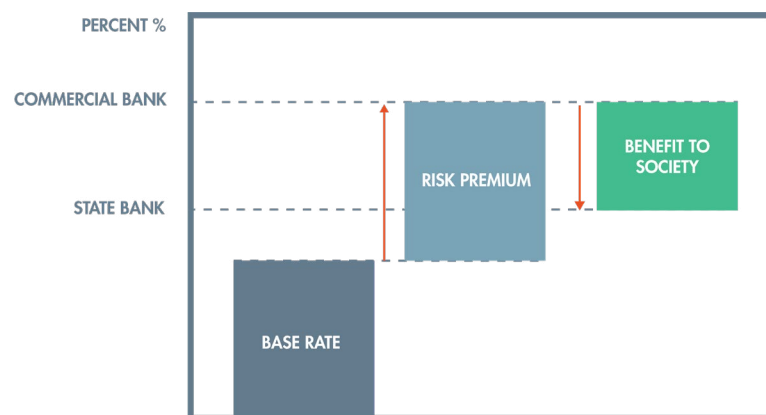 PERCENT %
COMMERCIAL BANK
STATE BANK
BASE RATE
RISK PREMIUM
BENEFIT TO
SOCIETY